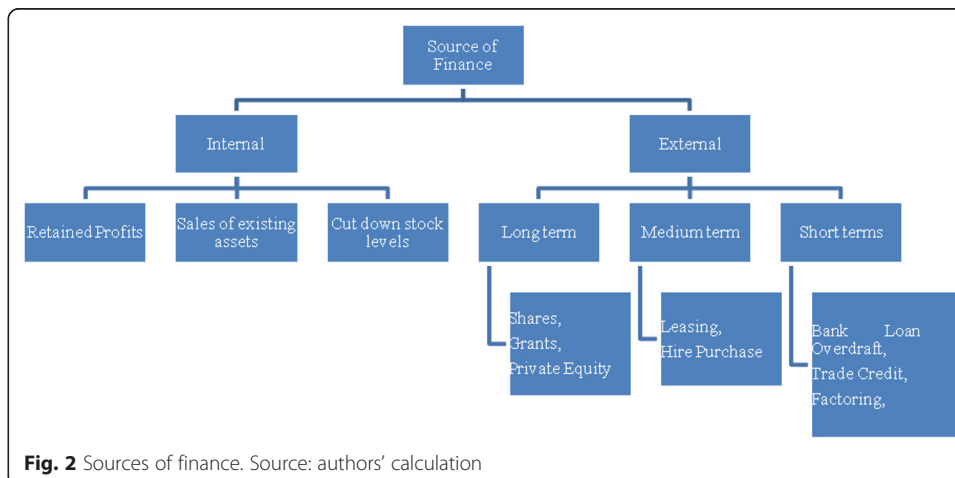 Source of
Finance
Internal
External
Retained Profits
Sales of existing
assets
Cut down stock
levels
Long term
Medium term
Short terms
Shares,
Grants,
Private Equity
Leasing,
Hire Purchase
Bank Loan
Overdraft,
Trade Credit,
Factoring,
Fig. 2 Sources of finance. Source: authors’ calculation